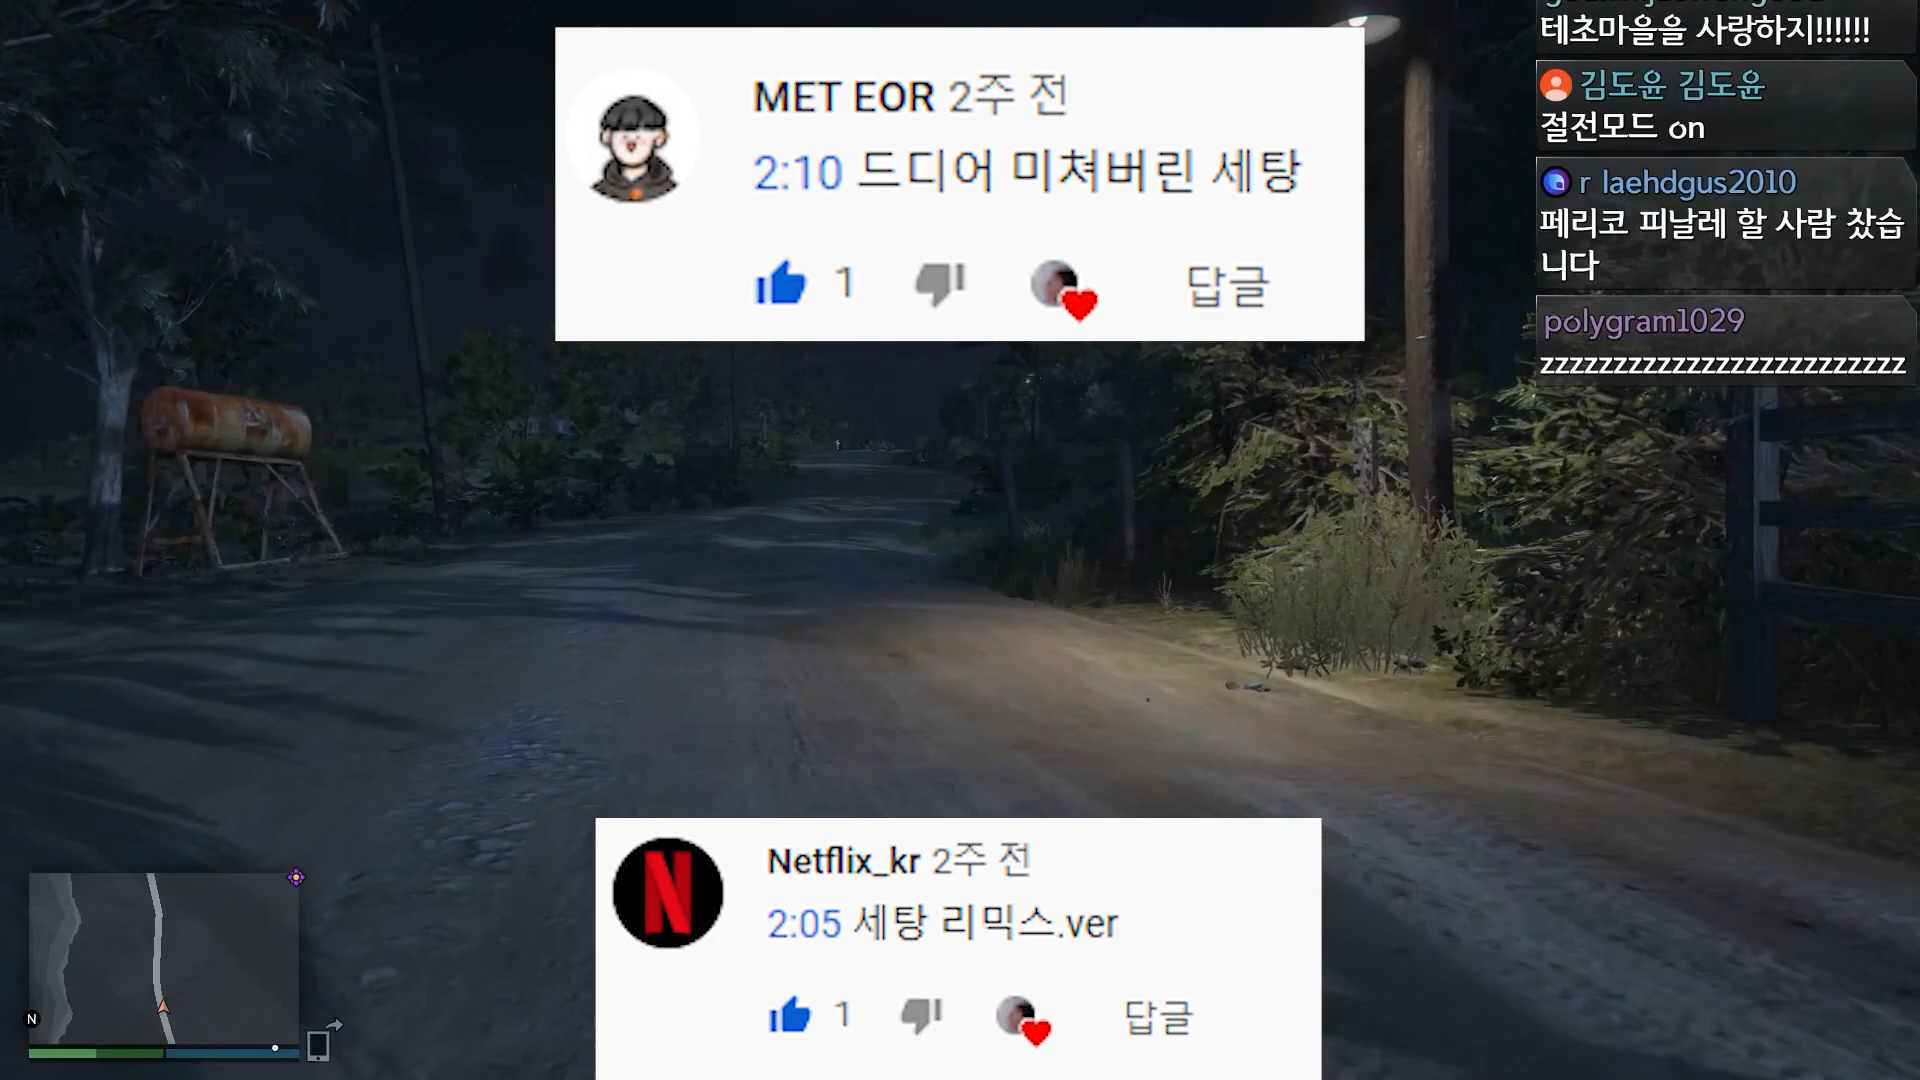 MET EOR 2주 전
2:10 드디어 미쳐버린 세탕
1
답글
테초마을을 사랑하지!!!!!!
김도윤 김도윤
절전모드 on
r laehdgus2010
페리코 피날레 할 사람 찼습
니다
polygram1029
zzzzzzzzzzzzzzzzzzzzzzzzz
N
Netflix_kr 2주 전
2:05 세탕 리믹스.ver
1
답글
N